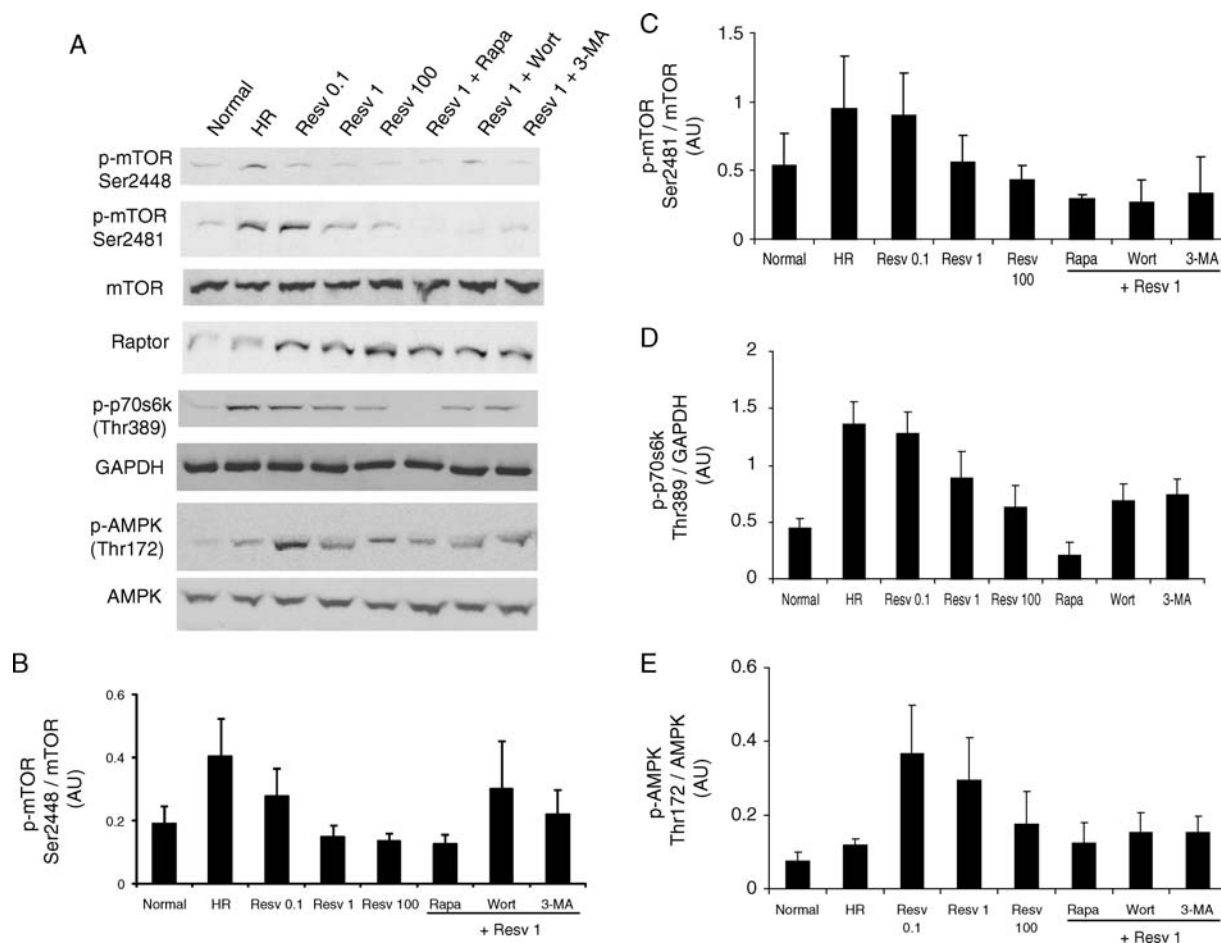 A
Normal
HR
Resv 0.1
Resv 1
Resv 100
Resv 1 + Rapa
Resv 1 + Wort
Resv 1 + 3-MA
p-mTOR
Ser2448
p-mTOR
Ser2481
mTOR
Raptor
p-p70s6k
(Thr389)
GAPDH
p-AMPK
(Thr172)
AMPK
B
p-mTOR
Ser2448 / mTOR
(AU)
0.6
0.4
0.2
0
Normal HR Resv 0.1 Resv 1 Resv 100 Rapa Wort 3-MA
+ Resv 1
C
p-mTOR
Ser2481 / mTOR
(AU)
1.5
1
0.5
0
Normal HR Resv 0.1 Resv 1 Resv Rapa Wort 3-MA
100
+ Resv 1
D
p-p70s6k
Thr389 / GAPDH
(AU)
2
1.5
1
0.5
0
Normal HR Resv 0.1 Resv 1 Resv 100 Rapa Wort 3-MA
E
p-AMPK
Thr172 / AMPK
(AU)
0.6
0.4
0.2
0
Normal HR Resv Resv 1 Resv Rapa Wort 3-MA
0.1 100
+ Resv 1